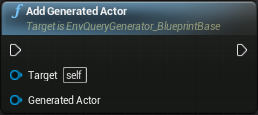 Add Generated Actor
Target is EnvQueryGenerator_BlueprintBase
Target self
Generated Actor